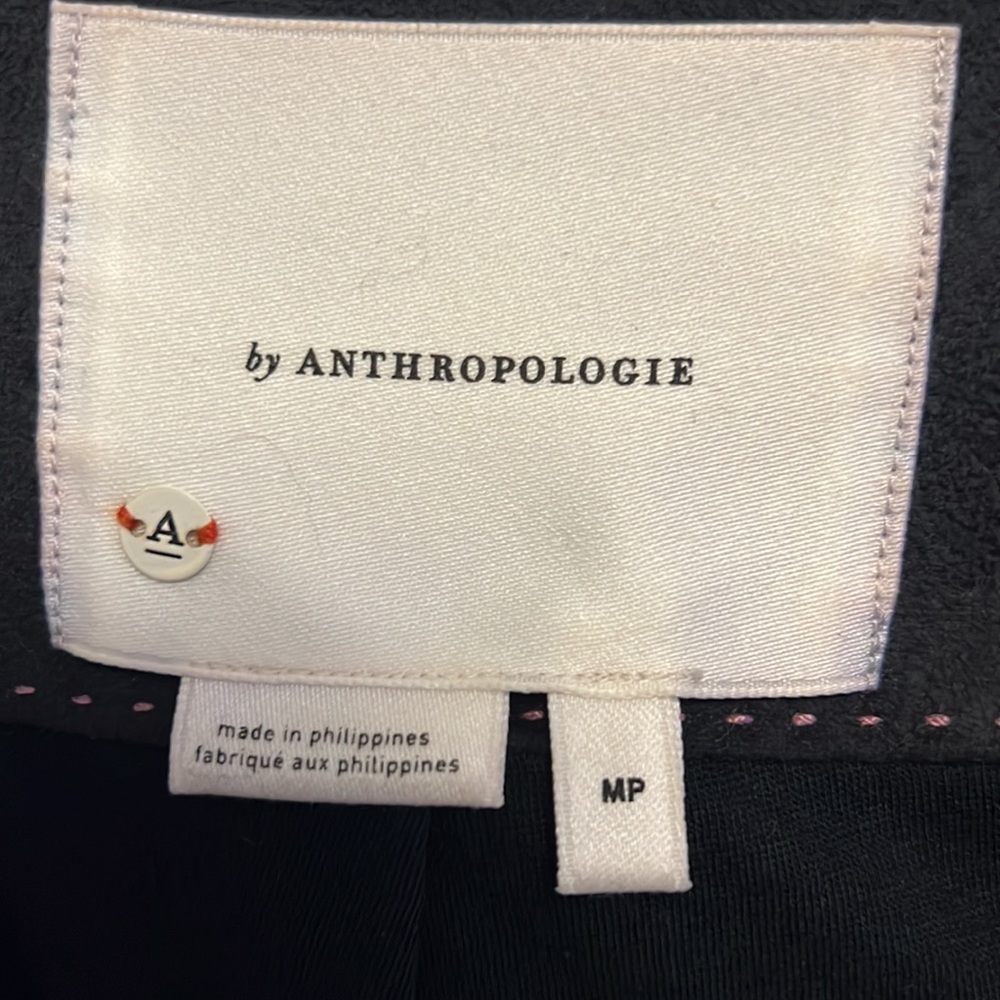 by ANTHROPOLOGIE
A
made in philippines
fabriqué aux philippines
MP